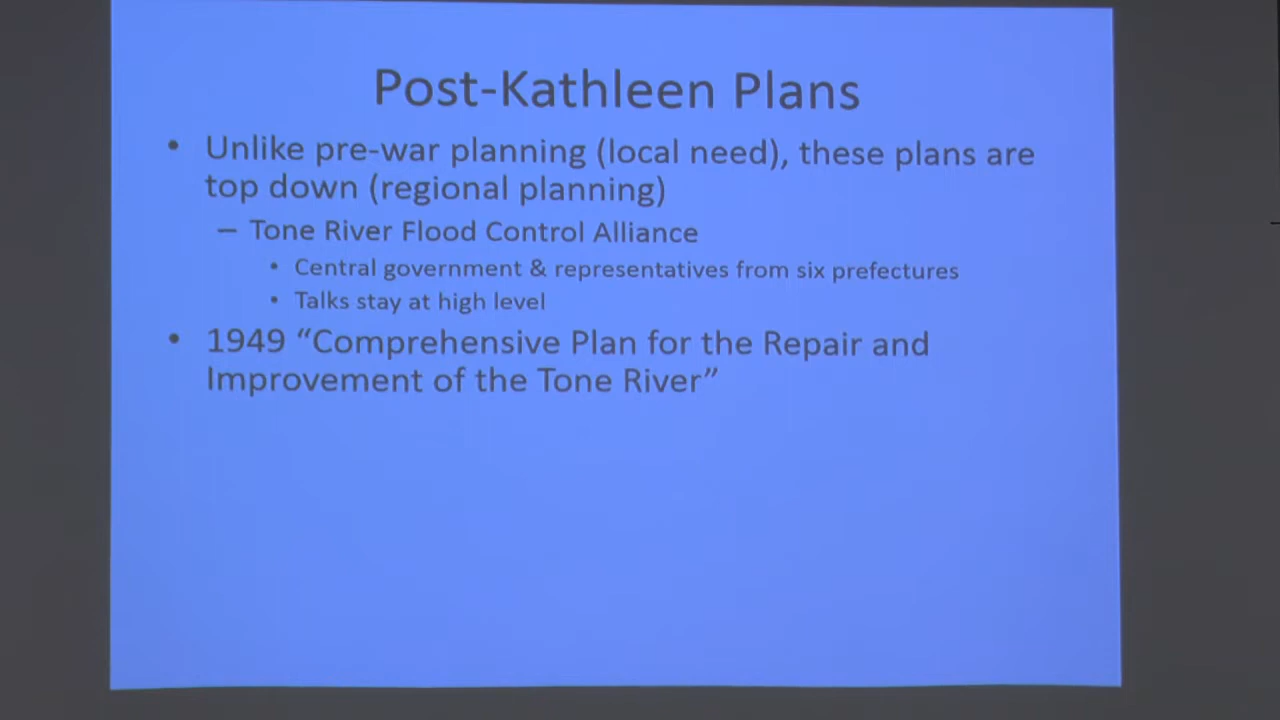 Post-Kathleen Plans
• Unlike pre-war planning (local need), these plans are
top down (regional planning)
– Tone River Flood Control Alliance
• Central government & representatives from six prefectures
• Talks stay at high level
• 1949 “Comprehensive Plan for the Repair and
Improvement of the Tone River”